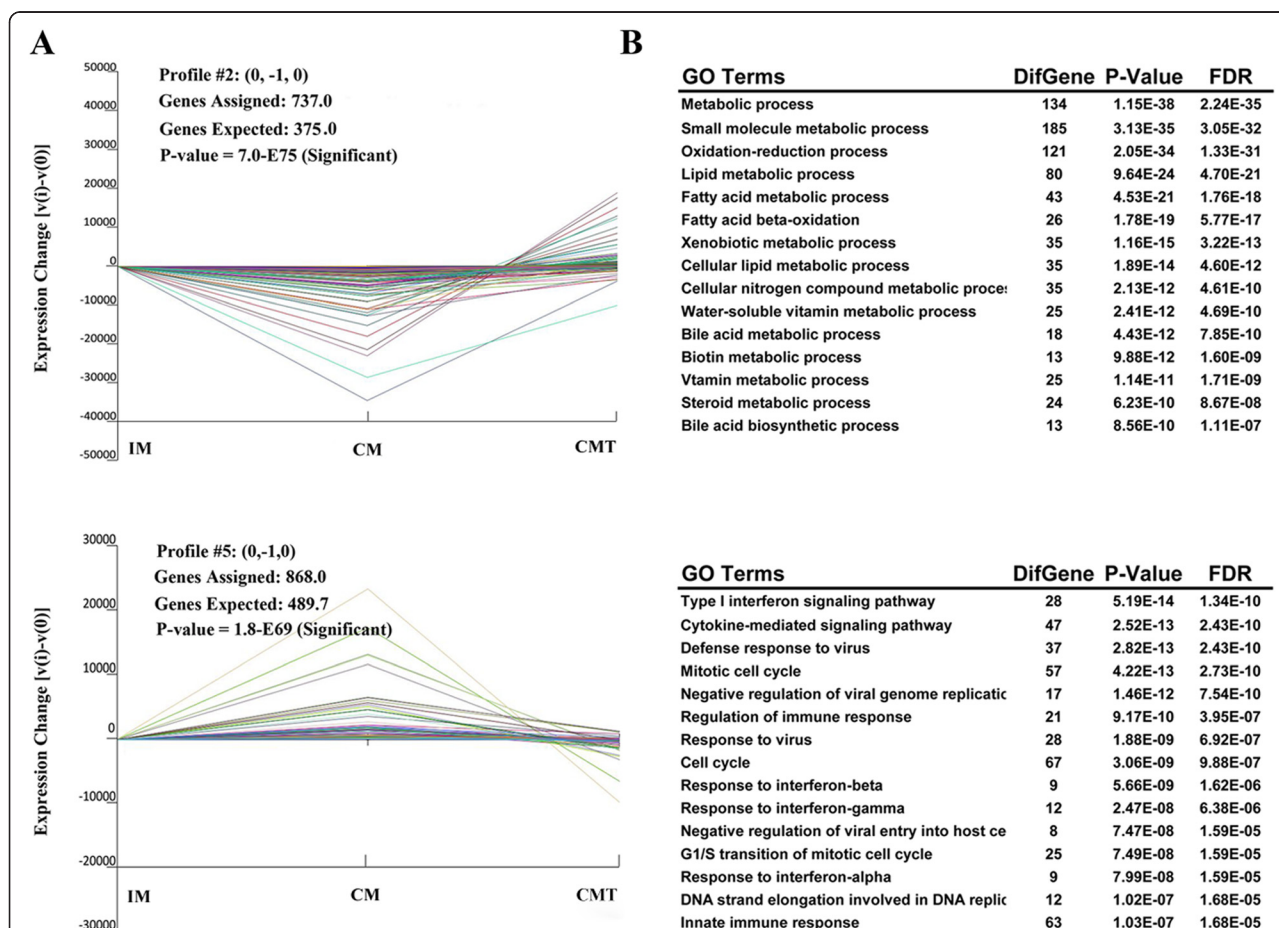 A
B
50000
40000
30000
20000
10000
0
-10000
-20000
-30000
-40000
-50000
Expression Change [v(i)-v(0)]
Profile #2: (0, -1, 0)
Genes Assigned: 737.0
Genes Expected: 375.0
P-value = 7.0-E75 (Significant)
IM CM CMT
GO Terms DifGene P-Value FDR
Metabolic process 134 1.15E-38 2.24E-35
Small molecule metabolic process 185 3.13E-35 3.05E-32
Oxidation-reduction process 121 2.05E-34 1.33E-31
Lipid metabolic process 80 9.64E-24 4.70E-21
Fatty acid metabolic process 43 4.53E-21 1.76E-18
Fatty acid beta-oxidation 26 1.78E-19 5.77E-17
Xenobiotic metabolic process 35 1.16E-15 3.22E-13
Cellular lipid metabolic process 35 1.89E-14 4.60E-12
Cellular nitrogen compound metabolic proces 35 2.13E-12 4.61E-10
Water-soluble vitamin metabolic process 25 2.41E-12 4.69E-10
Bile acid metabolic process 18 4.43E-12 7.85E-10
Biotin metabolic process 13 9.88E-12 1.60E-09
Vtamin metabolic process 25 1.14E-11 1.71E-09
Steroid metabolic process 24 6.23E-10 8.67E-08
Bile acid biosynthetic process 13 8.56E-10 1.11E-07
30000
20000
10000
0
-10000
-20000
-30000
Expression Change [v(i)-v(0)]
Profile #5: (0,-1,0)
Genes Assigned: 868.0
Genes Expected: 489.7
P-value = 1.8-E69 (Significant)
IM CM CMT
GO Terms DifGene P-Value FDR
Type I interferon signaling pathway 28 5.19E-14 1.34E-10
Cytokine-mediated signaling pathway 47 2.52E-13 2.43E-10
Defense response to virus 37 2.82E-13 2.43E-10
Mitotic cell cycle 57 4.22E-13 2.73E-10
Negative regulation of viral genome replicatic 17 1.46E-12 7.54E-10
Regulation of immune response 21 9.17E-10 3.95E-07
Response to virus 28 1.88E-09 6.92E-07
Cell cycle 67 3.06E-09 9.88E-07
Response to interferon-beta 9 5.66E-09 1.62E-06
Response to interferon-gamma 12 2.47E-08 6.38E-06
Negative regulation of viral entry into host ce 8 7.47E-08 1.59E-05
G1/S transition of mitotic cell cycle 25 7.49E-08 1.59E-05
Response to interferon-alpha 9 7.99E-08 1.59E-05
DNA strand elongation involved in DNA replic 12 1.02E-07 1.68E-05
Innate immune response 63 1.03E-07 1.68E-05